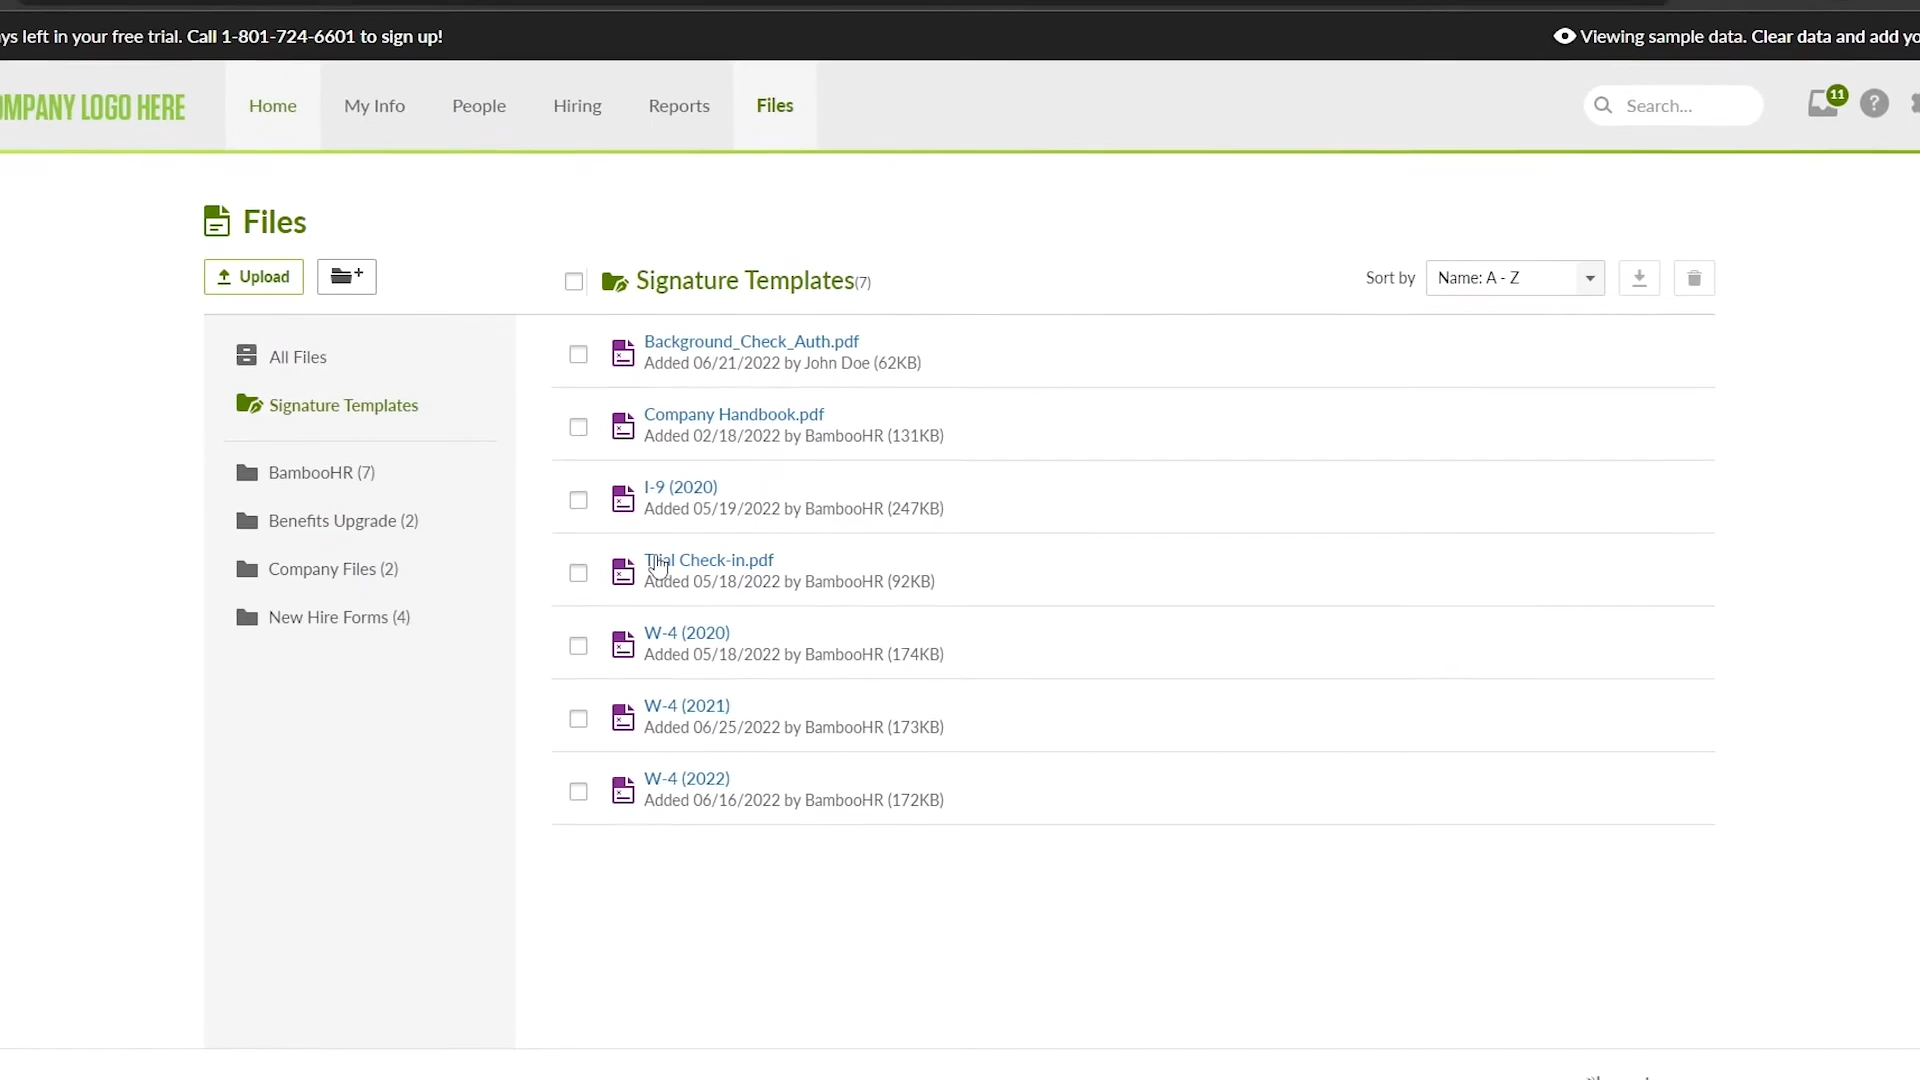 ys left in your free trial. Call 1-801-724-6601 to sign up!
Viewing sample data. Clear data and add yo
OMPANY LOGO HERE
Home
My Info
People
Hiring
Reports
Files
Search...
11
?
Files
Upload
Signature Templates(7)
Sort by
Name: A - Z
All Files
Signature Templates
BambooHR (7)
Benefits Upgrade (2)
Company Files (2)
New Hire Forms (4)
Background_Check_Auth.pdf
Added 06/21/2022 by John Doe (62KB)
Company Handbook.pdf
Added 02/18/2022 by BambooHR (131KB)
I-9 (2020)
Added 05/19/2022 by BambooHR (247KB)
Trial Check-in.pdf
Added 05/18/2022 by BambooHR (92KB)
W-4 (2020)
Added 05/18/2022 by BambooHR (174KB)
W-4 (2021)
Added 06/25/2022 by BambooHR (173KB)
W-4 (2022)
Added 06/16/2022 by BambooHR (172KB)